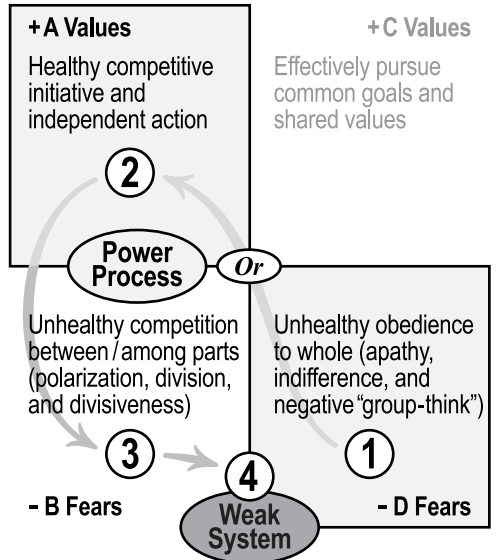 +A Values
Healthy competitive
initiative and
independent action
2
+C Values
Effectively pursue
common goals and
shared values
Power
Process
Or
Unhealthy competition
between/among parts
(polarization, division,
and divisiveness)
3
- B Fears
Unhealthy obedience
to whole (apathy,
indifference, and
negative "group-think")
1
- D Fears
4
Weak
System